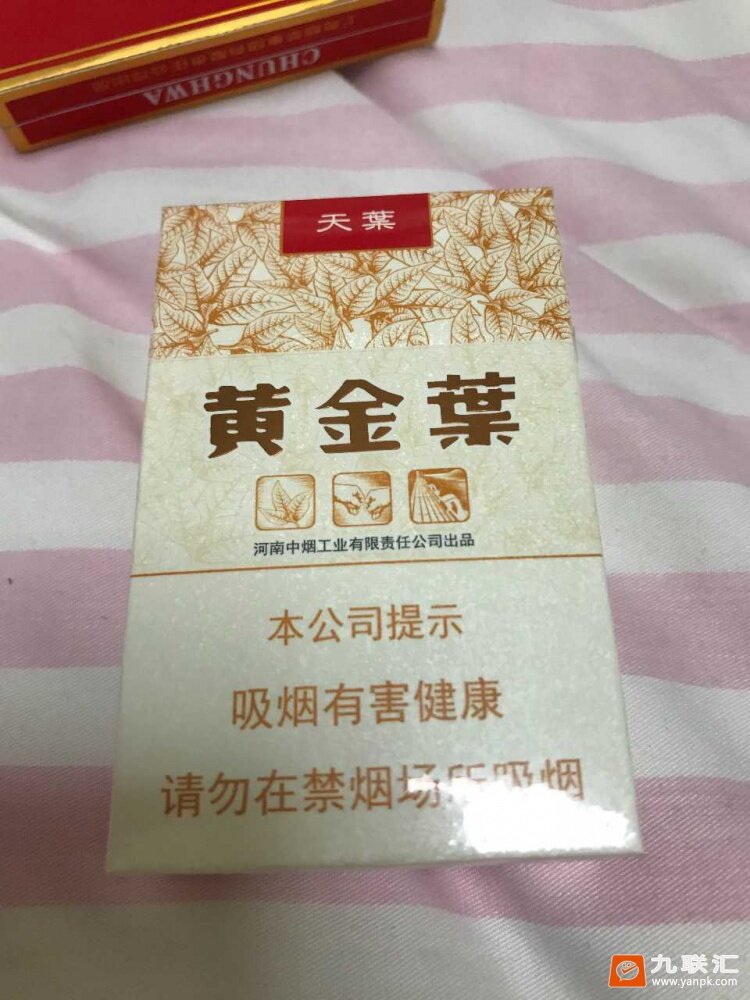 CHUNGHWA
天葉
黄金葉
河南中烟工业有限责任公司出品
本公司提示
吸烟有害健康
请勿在禁烟场所吸烟
九联汇
www.yanpk.com